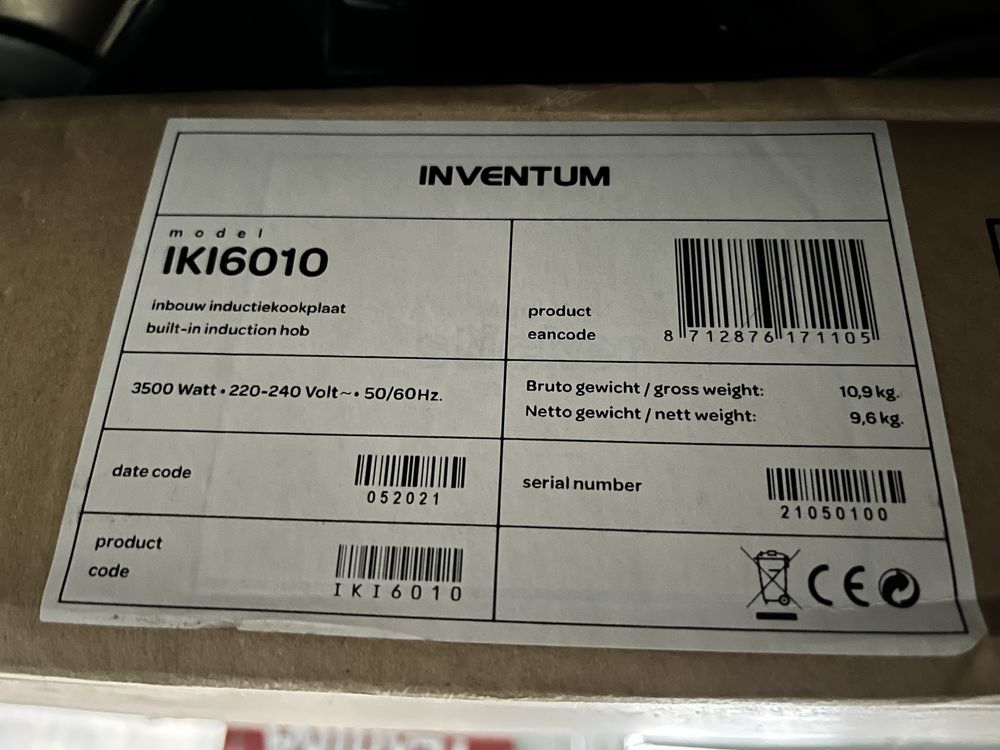 INVENTUM
model
IKI6010
inbouw inductiekookplaat
built-in induction hob
product
eancode
8 712876 171105
3500 Watt • 220-240 Volt ~ • 50/60Hz.
Bruto gewicht / gross weight: 10,9 kg.
Netto gewicht / nett weight: 9,6 kg.
date code
052021
serial number
21050100
product
code
IKI6010
CE